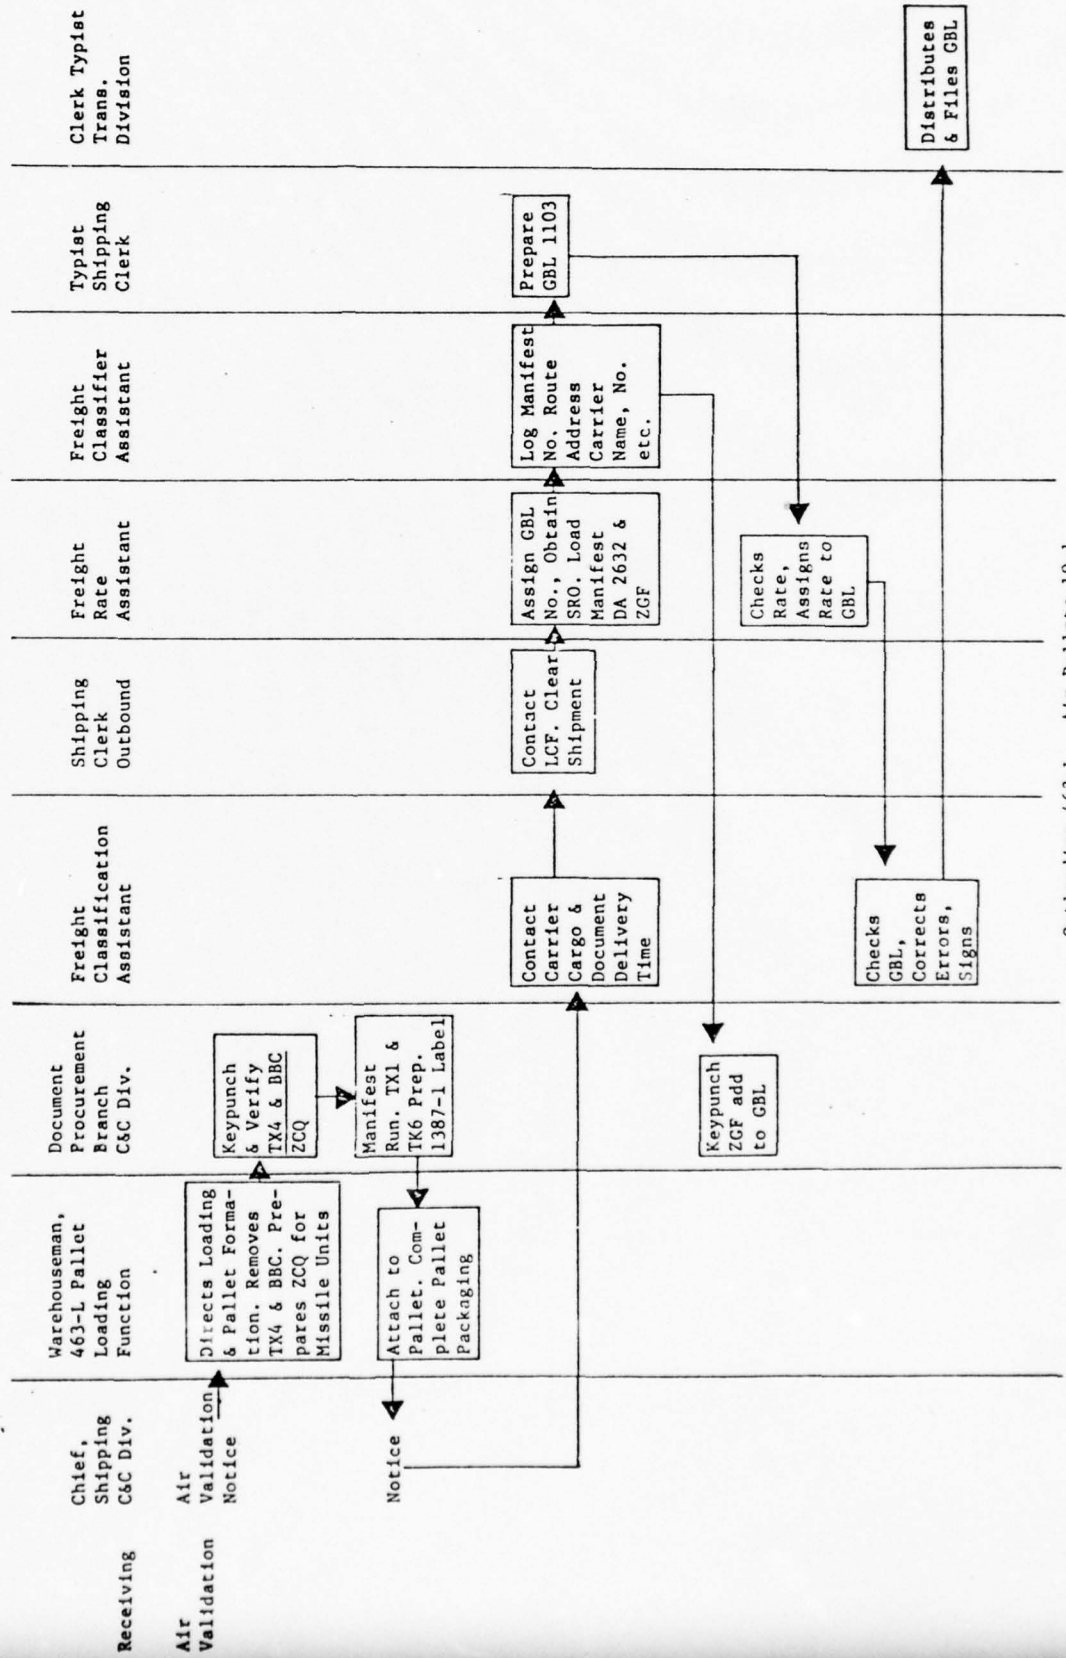 Receiving
Chief,
Shipping
C&C Div.
Warehouseman,
463-L Pallet
Loading
Function
Document
Procurement
Branch
C&C Div.
Freight
Classification
Assistant
Shipping
Clerk
Outbound
Freight
Rate
Assistant
Freight
Classifier
Assistant
Typist
Shipping
Clerk
Clerk Typist
Trans.
Division
Air
Validation
Air
Validation
Notice
Directs Loading
& Pallet Forma-
tion. Removes
TX4 & BBC. Pre-
pares ZCQ for
Missile Units
Keypunch
& Verify
TX4 & BBC
ZCQ
Manifest
Run. TX1 &
TK6 Prep.
1387-1 Label
Attach to
Pallet. Com-
plete Pallet
Packaging
Notice
Contact
Carrier
Cargo &
Document
Delivery
Time
Contact
LCF. Clear
Shipment
Assign GBL
No., Obtain
SRO. Load
Manifest
DA 2632 &
ZGF
Log Manifest
No. Route
Address
Carrier
Name, No.
etc.
Prepare
GBL 1103
Keypunch
ZGF add
to GBL
Checks
Rate,
Assigns
Rate to
GBL
Checks
GBL,
Corrects
Errors,
Signs
Distributes
& Files GBL